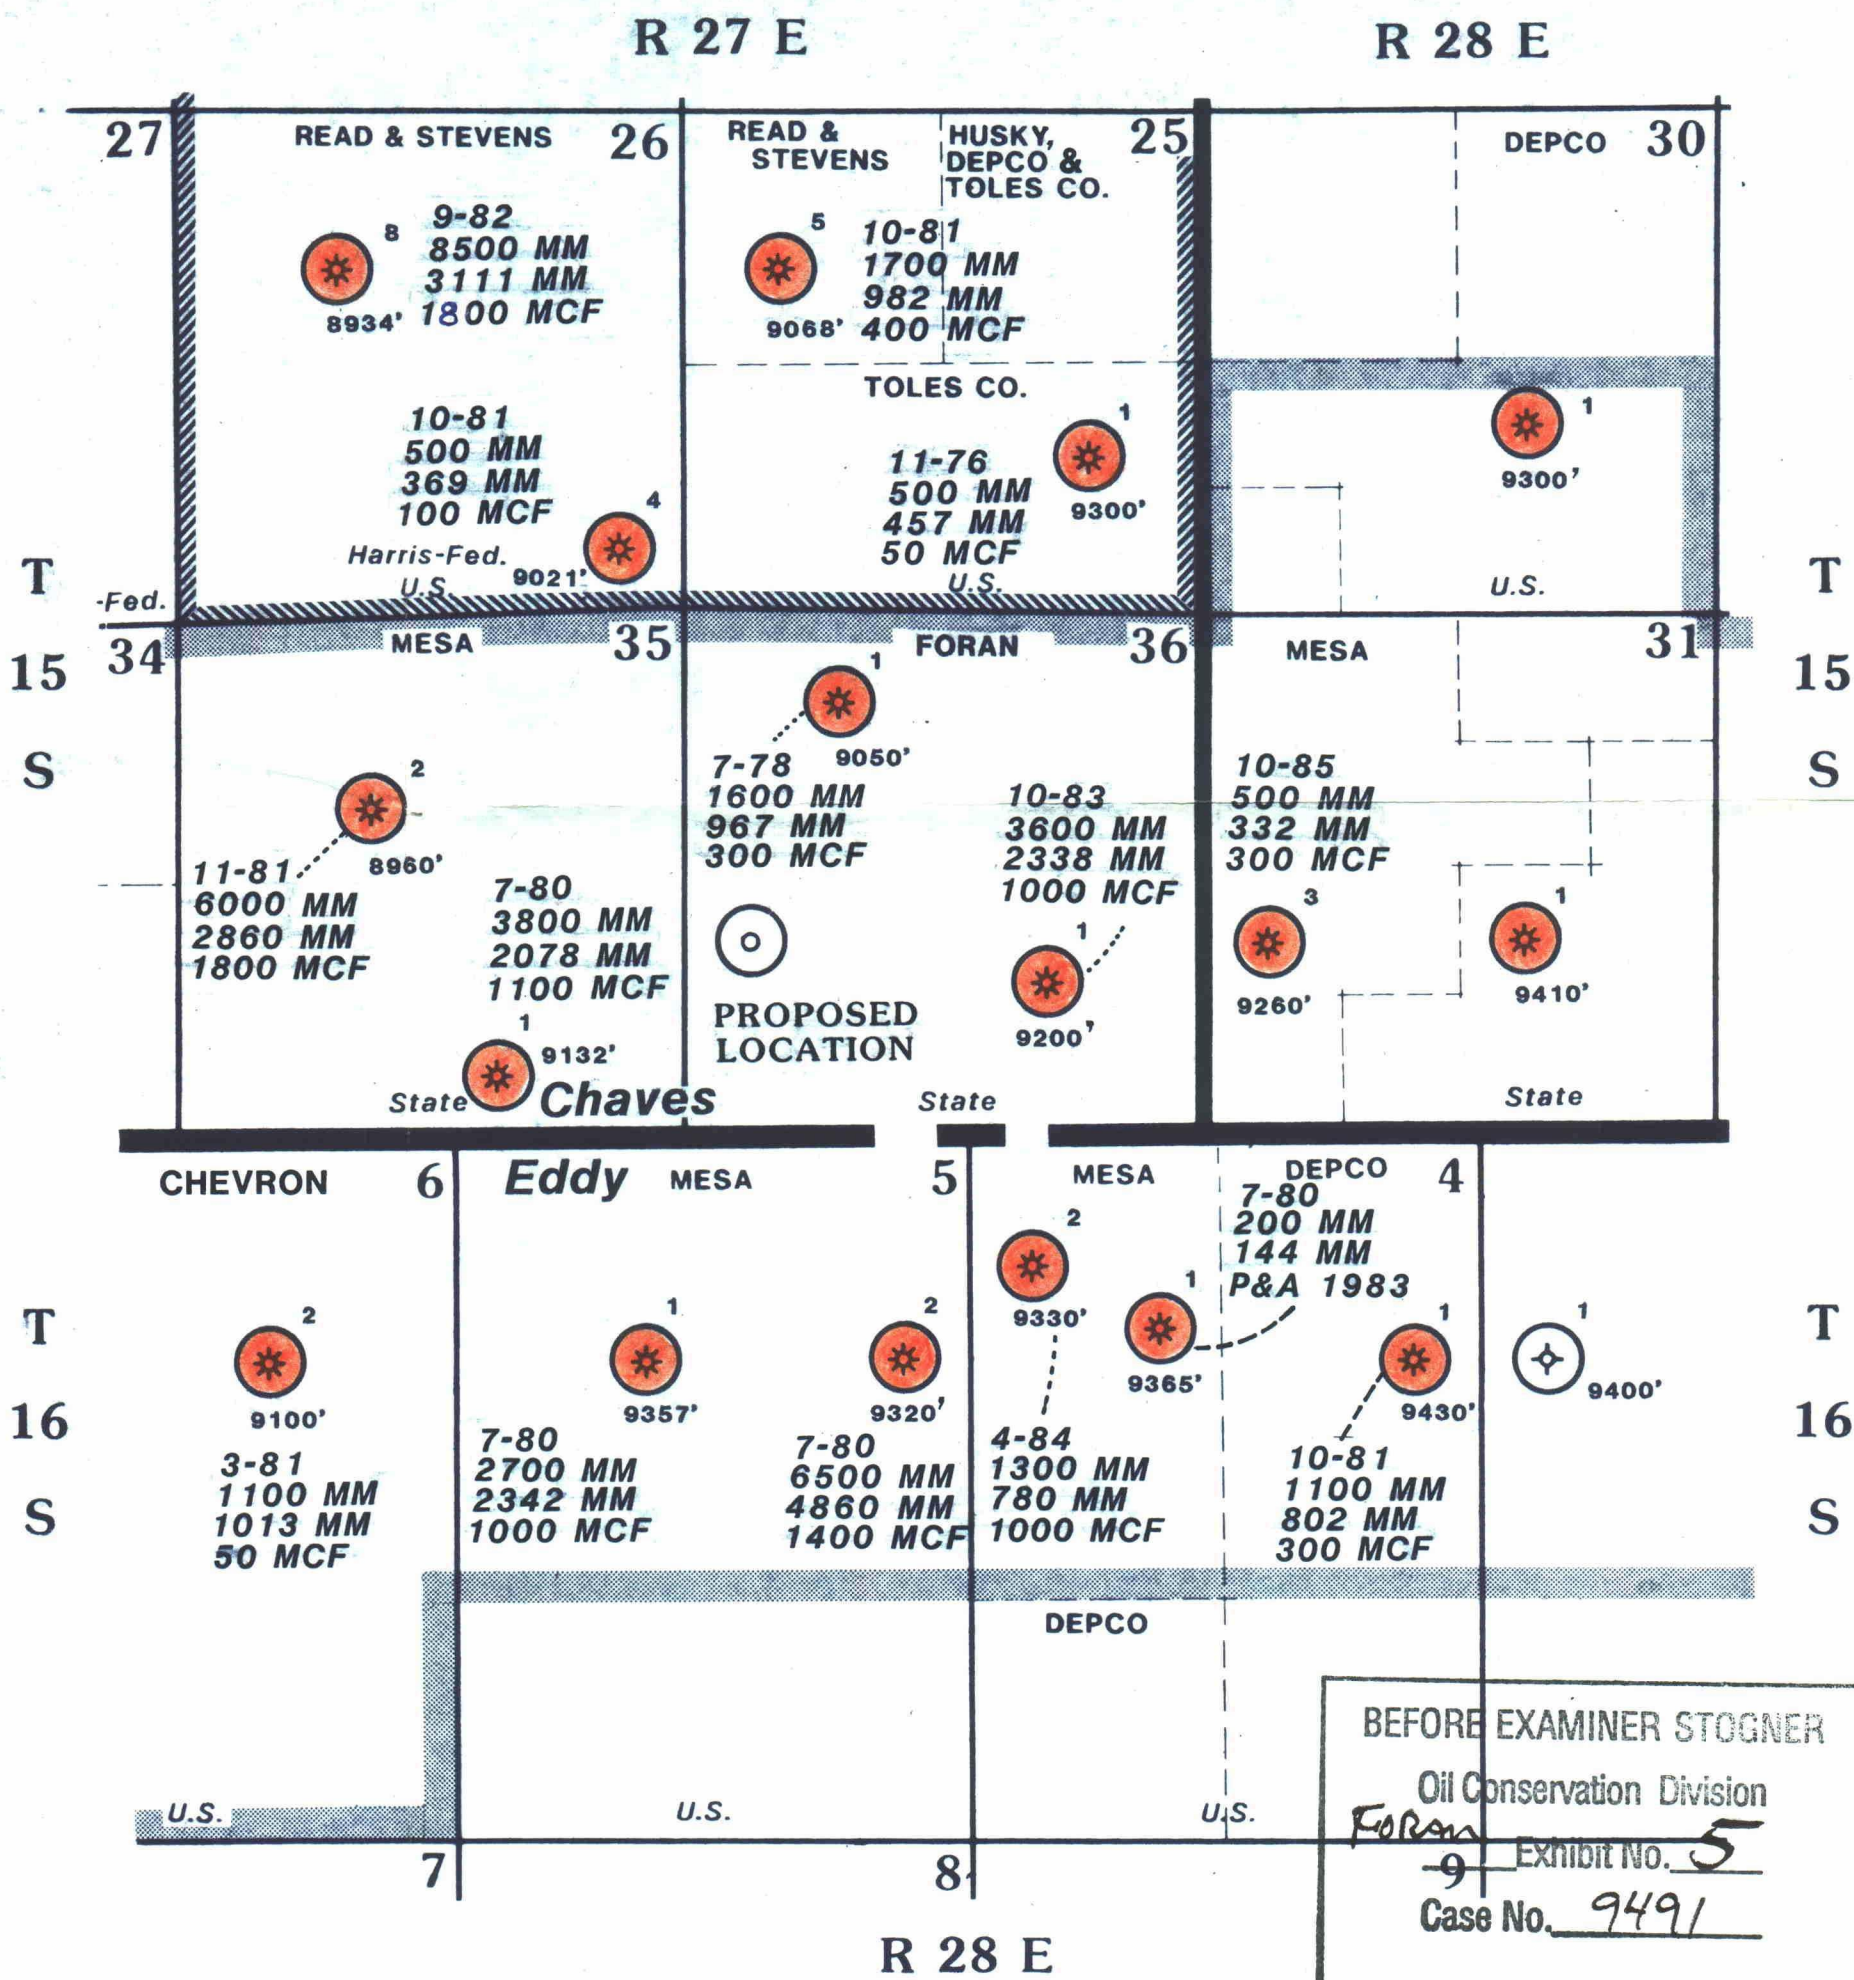 R 27 E
R 28 E
27
READ & STEVENS
26
READ &
STEVENS
HUSKY,
DEPCO &
TOLES CO.
25
DEPCO
30
8
9-82
8500 MM
3111 MM
1800 MCF
8934'
5
10-81
1700 MM
982 MM
400 MCF
9068'
TOLES CO.
10-81
500 MM
369 MM
100 MCF
4
Harris-Fed.
9021'
U.S.
1
11-76
500 MM
457 MM
50 MCF
9300'
U.S.
1
9300'
U.S.
T
15
S
T
15
S
-Fed.
34
MESA
35
FORAN
36
MESA
31
2
8960'
11-81
6000 MM
2860 MM
1800 MCF
7-80
3800 MM
2078 MM
1100 MCF
1
9132'
State
Chaves
1
9050'
7-78
1600 MM
967 MM
300 MCF
10-83
3600 MM
2338 MM
1000 MCF
1
9200'
PROPOSED
LOCATION
State
10-85
500 MM
332 MM
300 MCF
3
9260'
1
9410'
State
CHEVRON
6
Eddy
MESA
5
MESA
DEPCO
4
7-80
200 MM
144 MM
P&A 1983
T
16
S
T
16
S
2
9100'
3-81
1100 MM
1013 MM
50 MCF
1
9357'
7-80
2700 MM
2342 MM
1000 MCF
2
9320'
7-80
6500 MM
4860 MM
1400 MCF
2
9330'
4-84
1300 MM
780 MM
1000 MCF
1
9365'
1
9430'
10-81
1100 MM
802 MM
300 MCF
1
9400'
DEPCO
U.S.
U.S.
U.S.
7
8
9
R 28 E
BEFORE EXAMINER STOGNER
Oil Conservation Division
FORAN Exhibit No. 5
Case No. 9491